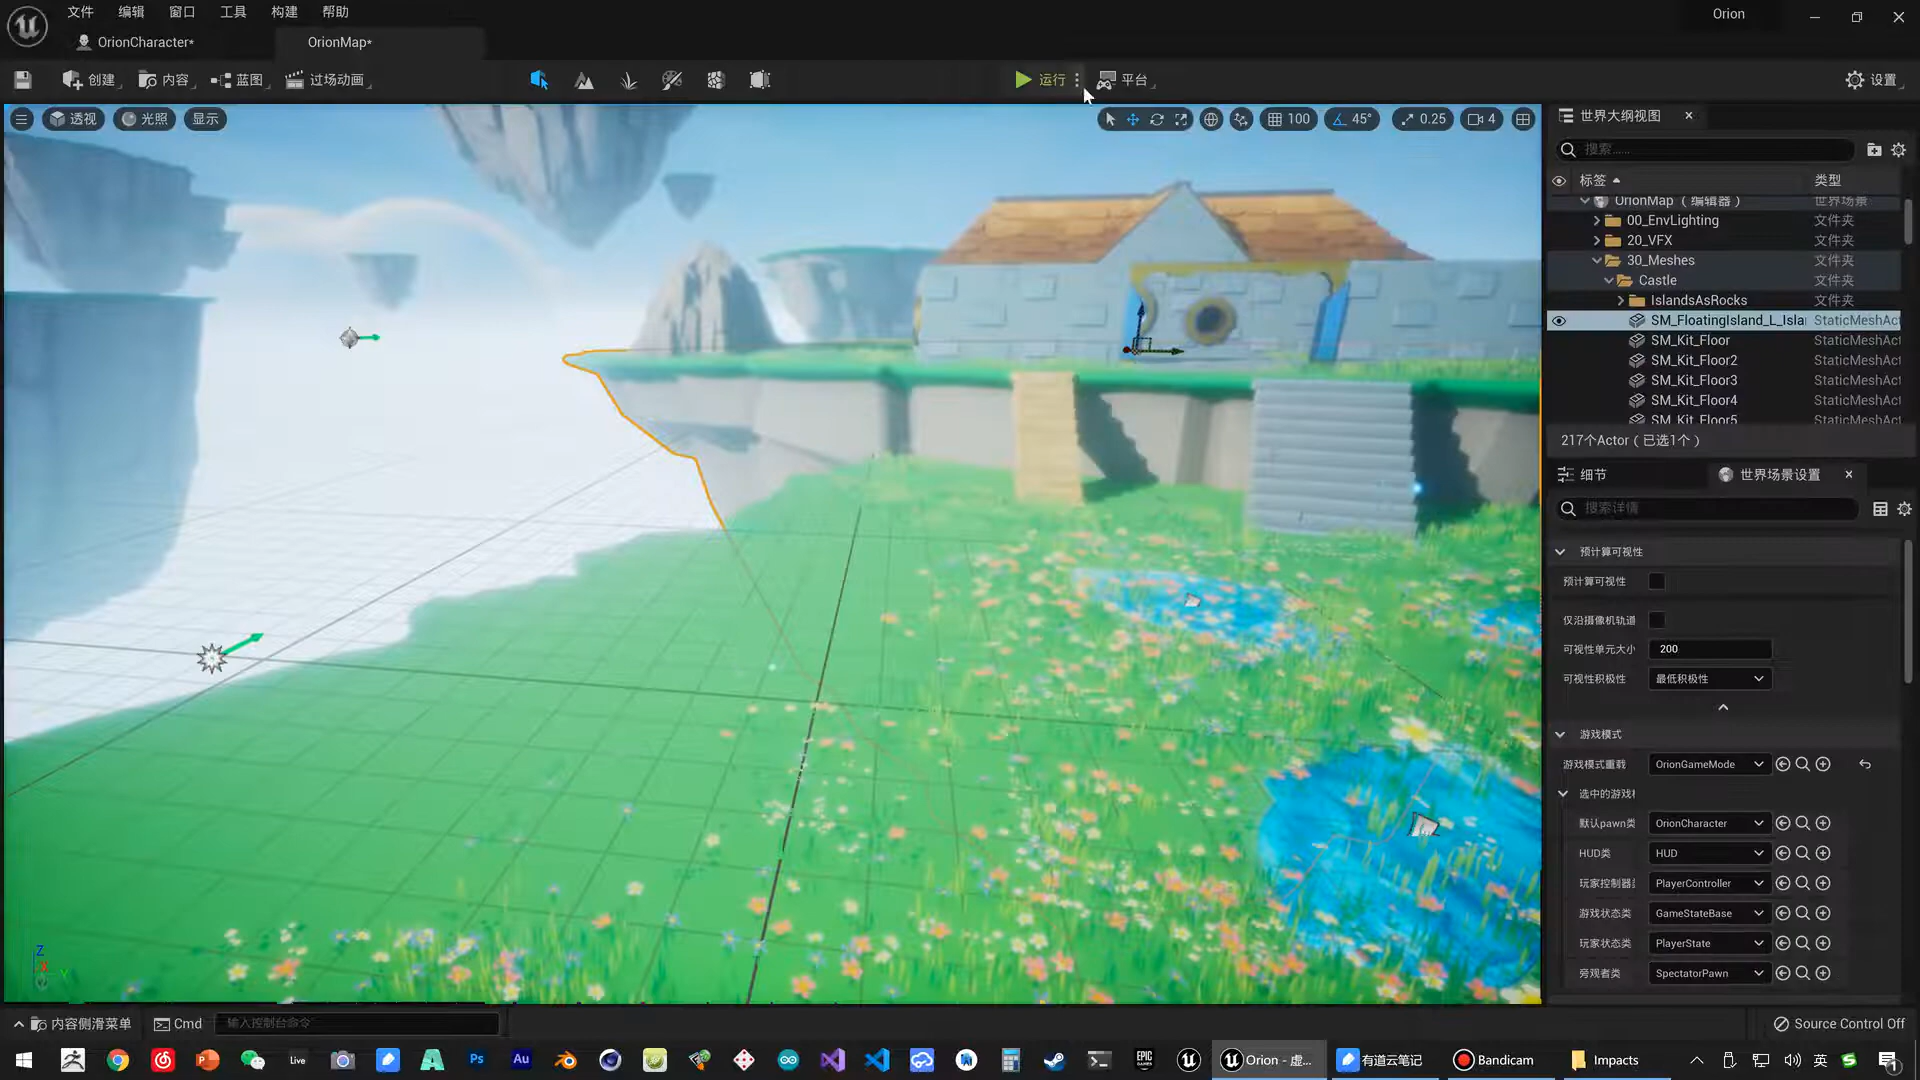 文件 编辑 窗口 工具 构建 帮助
Orion
OrionCharacter*
OrionMap*
创建 内容 蓝图 过场动画
运行 平台
设置
透视 光照 显示
100 45° 0.25 4
世界大纲视图
搜索......
标签 类型
OrionMap （编辑器） 世界场景
00_EnvLighting 文件夹
20_VFX 文件夹
30_Meshes 文件夹
Castle 文件夹
IslandsAsRocks 文件夹
SM_FloatingIsland_L_Isla StaticMeshAct
SM_Kit_Floor StaticMeshAct
SM_Kit_Floor2 StaticMeshAct
SM_Kit_Floor3 StaticMeshAct
SM_Kit_Floor4 StaticMeshAct
SM_Kit_Floor5 StaticMeshAct
217个Actor（已选1个）
细节 世界场景设置
搜索详情
预计算可视性
预计算可视性
仅沿摄像机轨道
可视性单元大小 200
可视性积极性 最低积极性
游戏模式
游戏模式重载 OrionGameMode
选中的游戏
默认pawn类 OrionCharacter
HUD类 HUD
玩家控制器 PlayerController
游戏状态类 GameStateBase
玩家状态类 PlayerState
旁观者类 SpectatorPawn
Z
X
Y
内容侧滑菜单 Cmd 输入控制台命令
Source Control Off
Live
Ps
Au
EPIC GAMES
Orion - 虚...
有道云笔记
Bandicam
Impacts
英
1